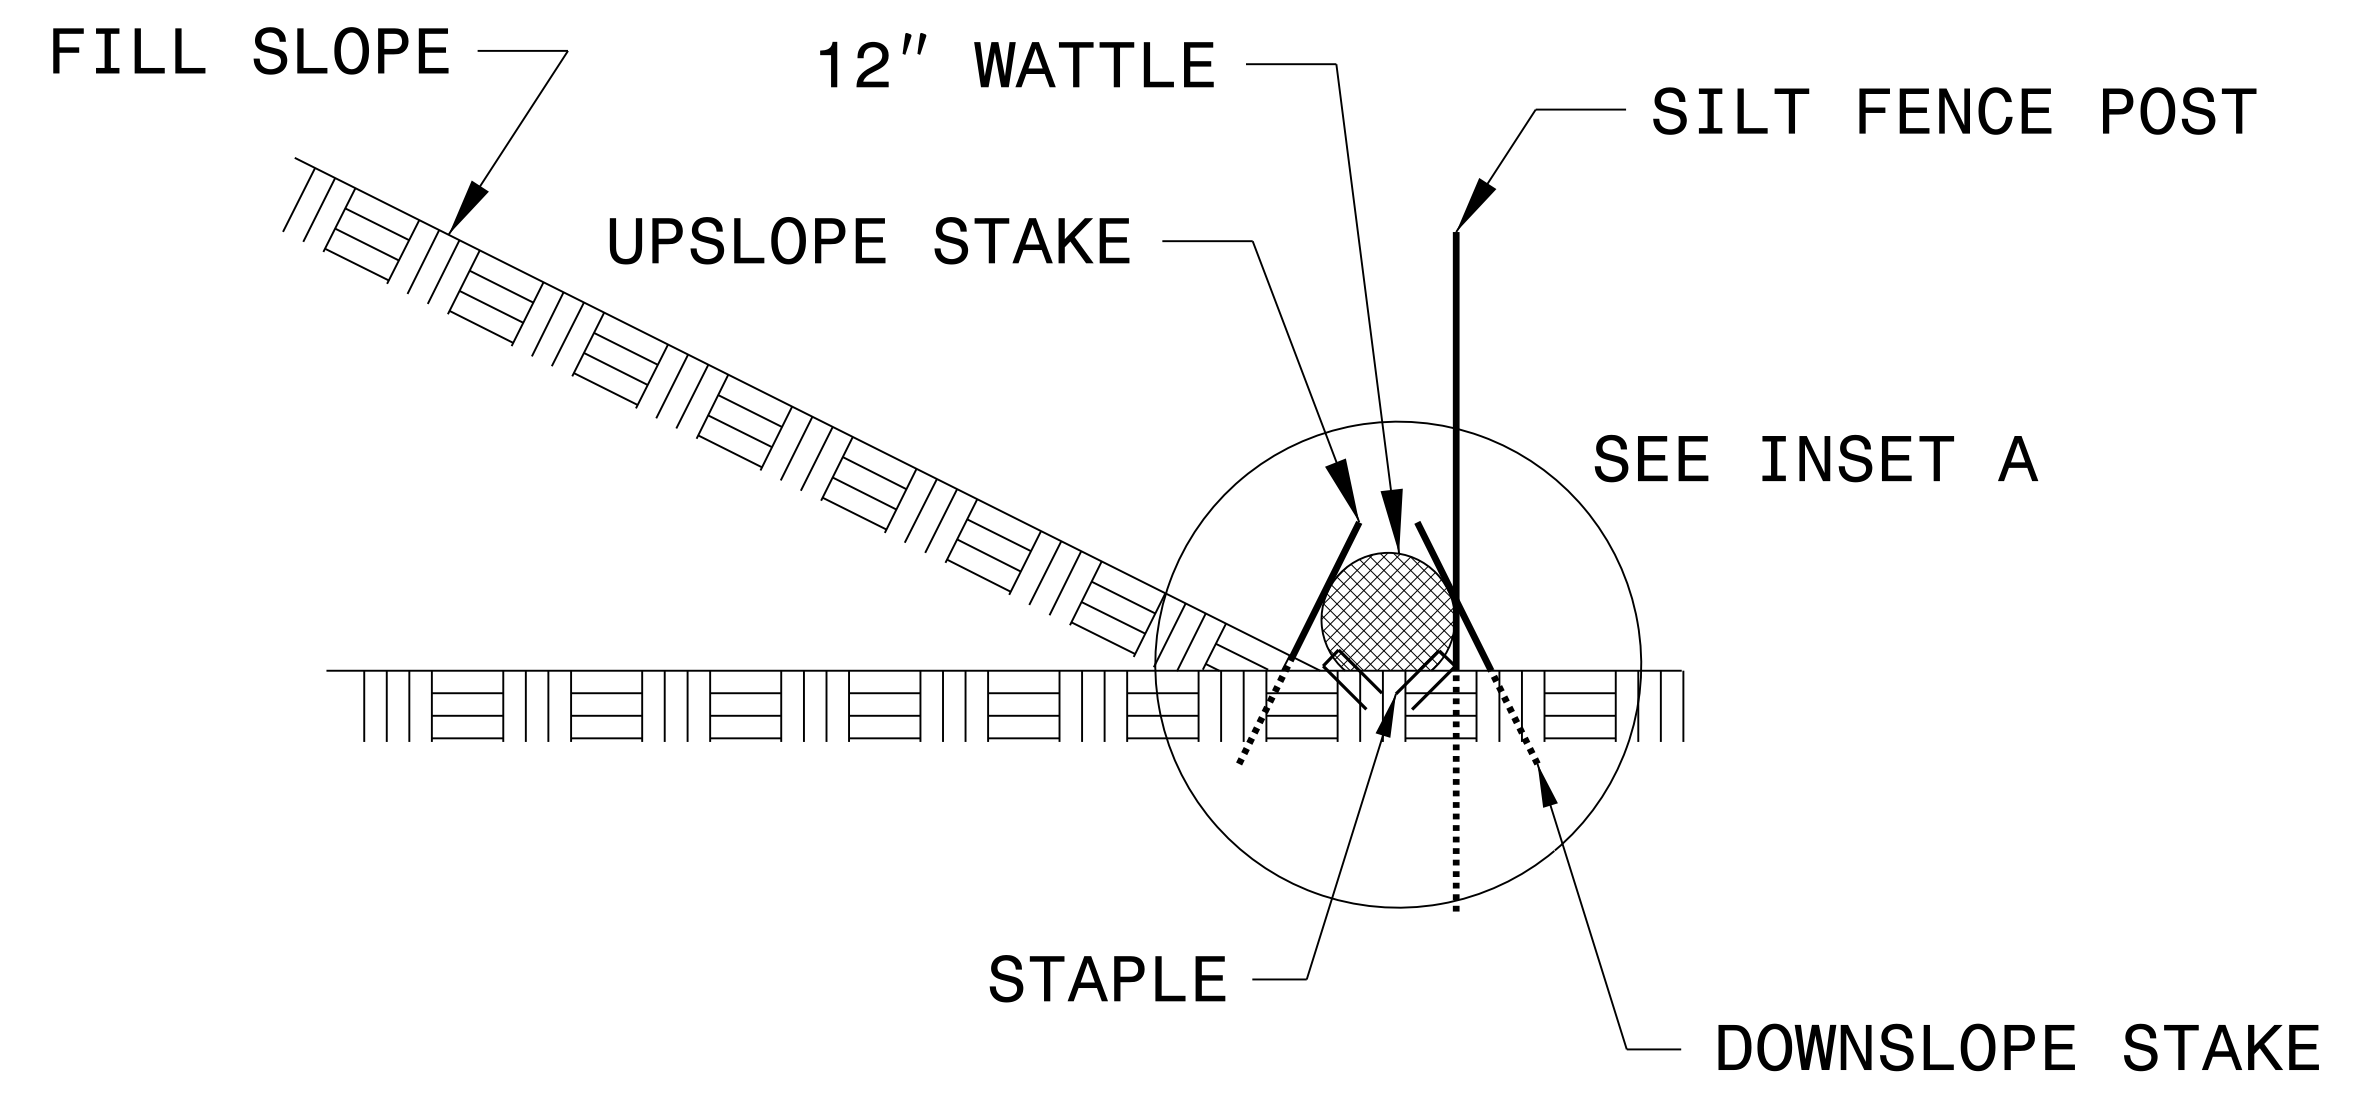 FILL SLOPE
12" WATTLE
SILT FENCE POST
UPSLOPE STAKE
SEE INSET A
STAPLE
DOWNSLOPE STAKE